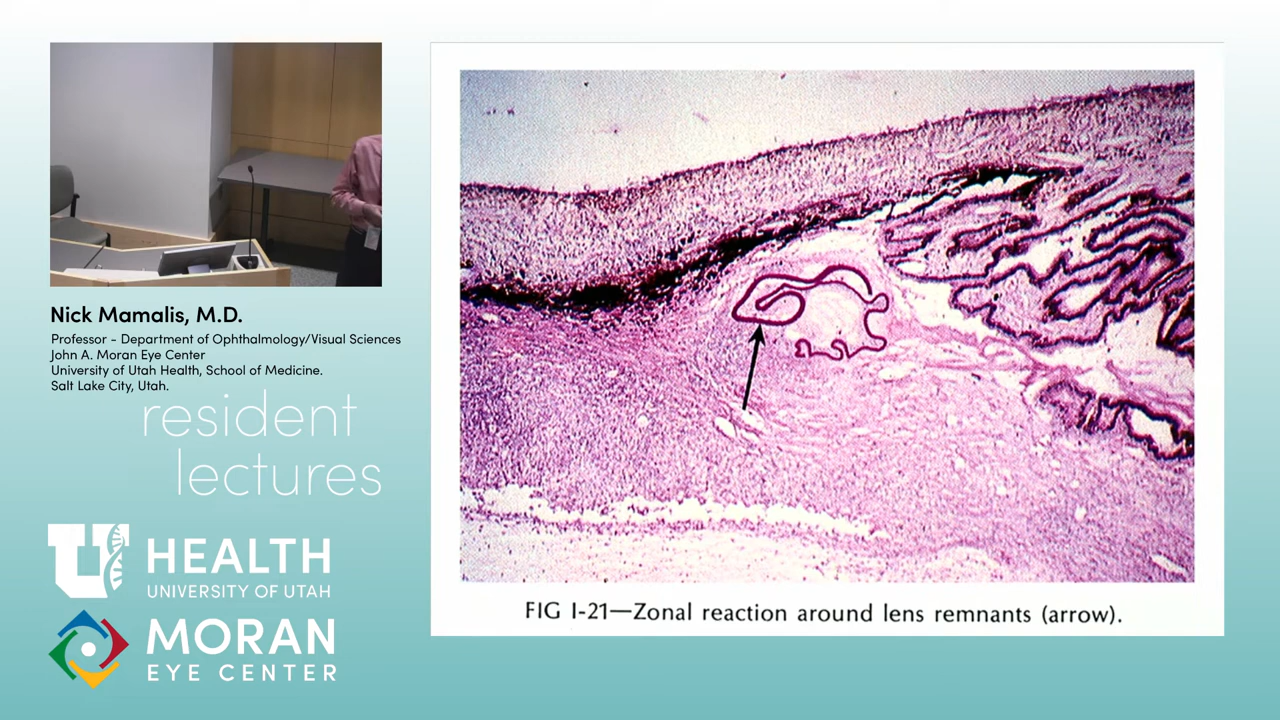 Nick Mamalis, M.D.
Professor - Department of Ophthalmology/Visual Sciences
John A. Moran Eye Center
University of Utah Health, School of Medicine.
Salt Lake City, Utah.
resident
lectures
U HEALTH
UNIVERSITY OF UTAH
MORAN
EYE CENTER
FIG I-21—Zonal reaction around lens remnants (arrow).